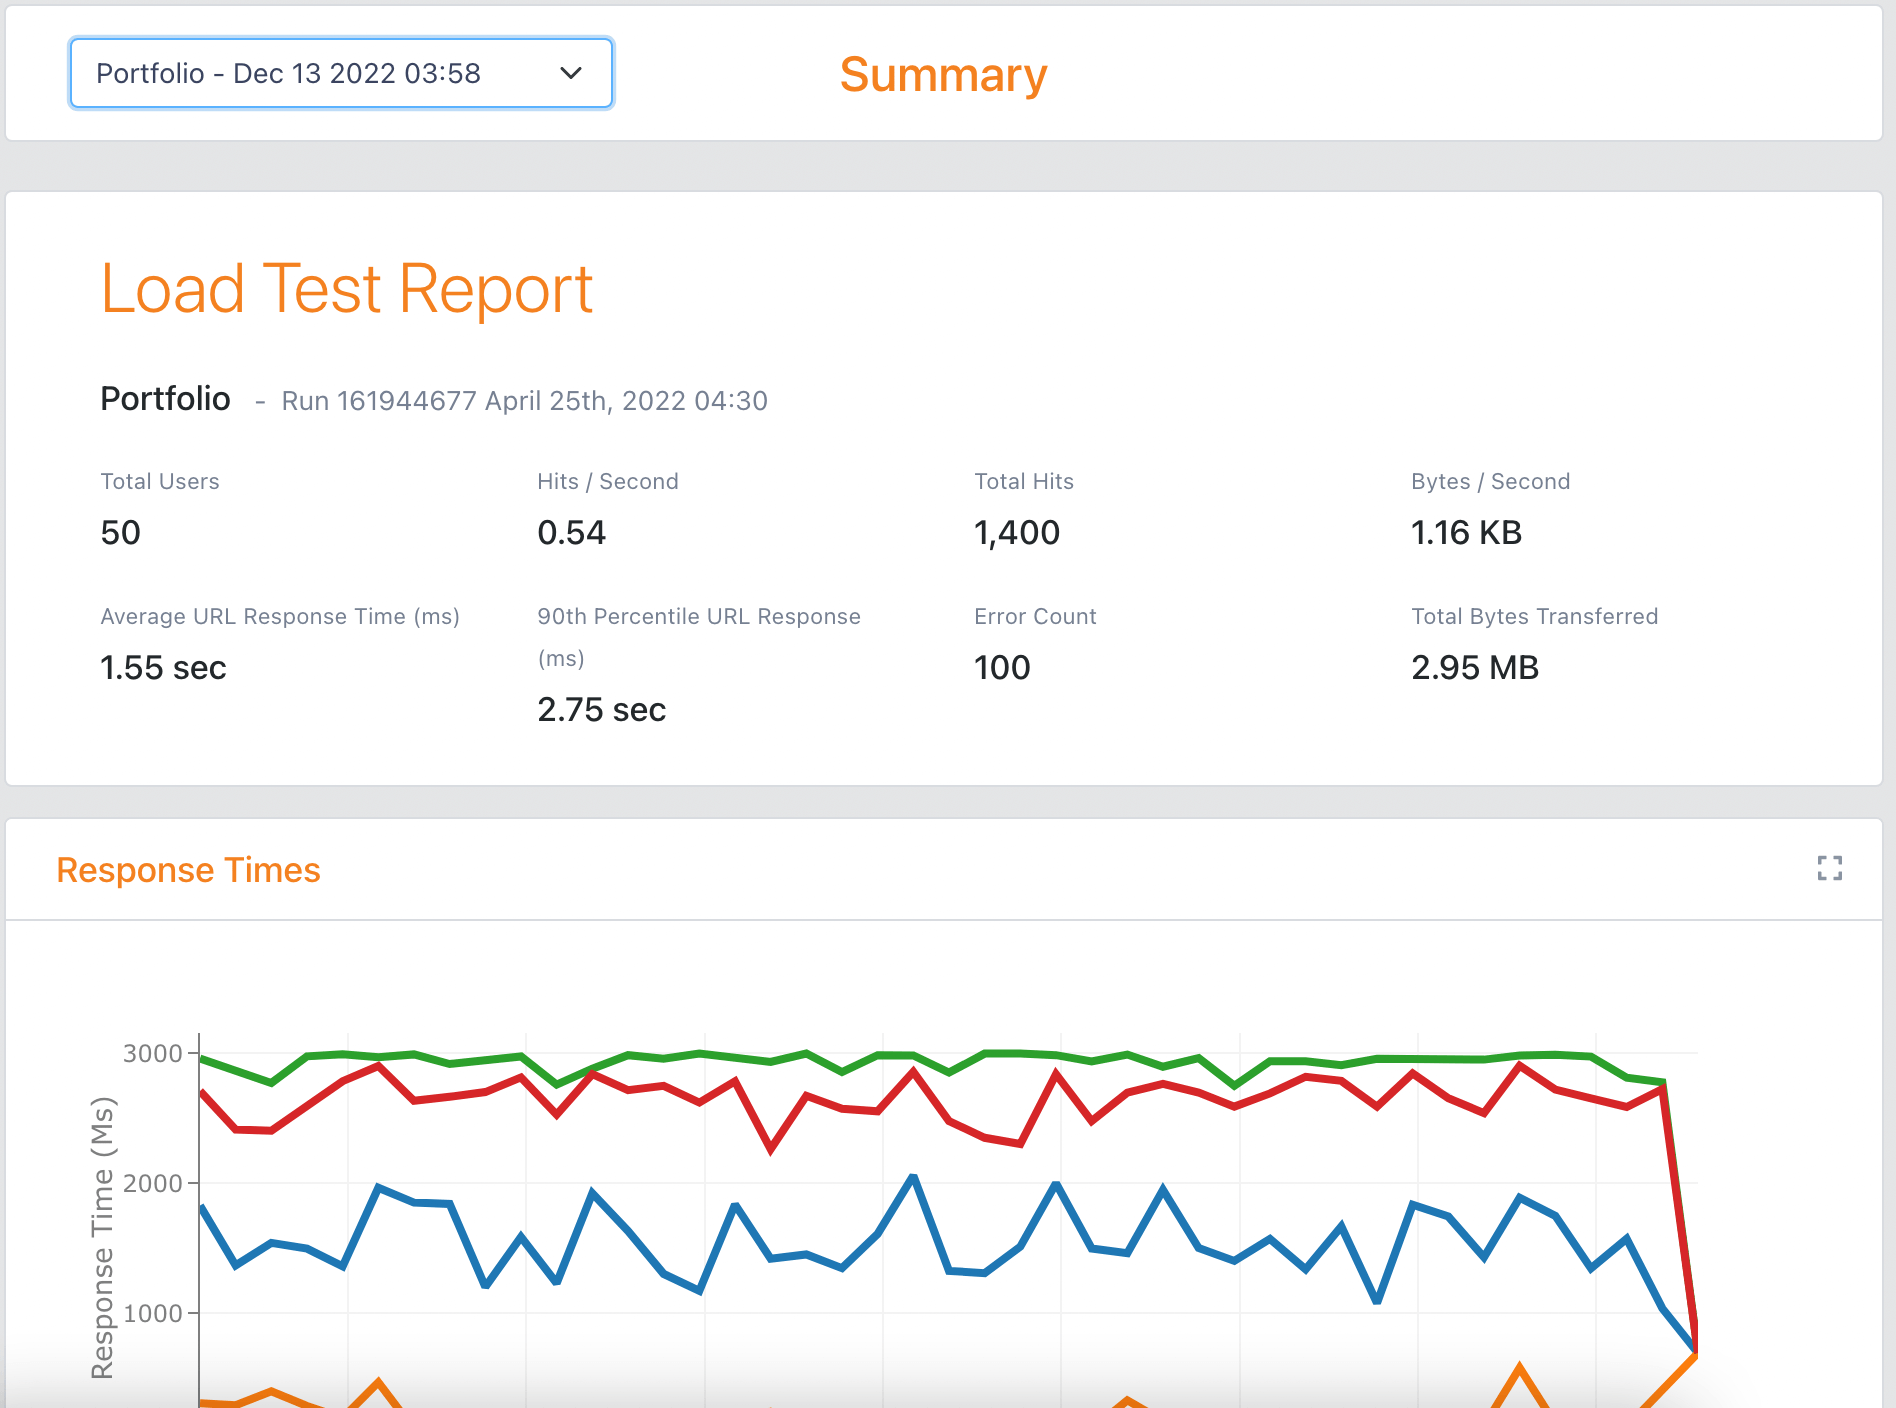 Portfolio - Dec 13 2022 03:58
Summary
Load Test Report
Portfolio - Run 161944677 April 25th, 2022 04:30
Total Users
50
Hits / Second
0.54
Total Hits
1,400
Bytes / Second
1.16 KB
Average URL Response Time (ms)
1.55 sec
90th Percentile URL Response
(ms)
2.75 sec
Error Count
100
Total Bytes Transferred
2.95 MB
Response Times
Response Time (Ms)
3000
2000
1000